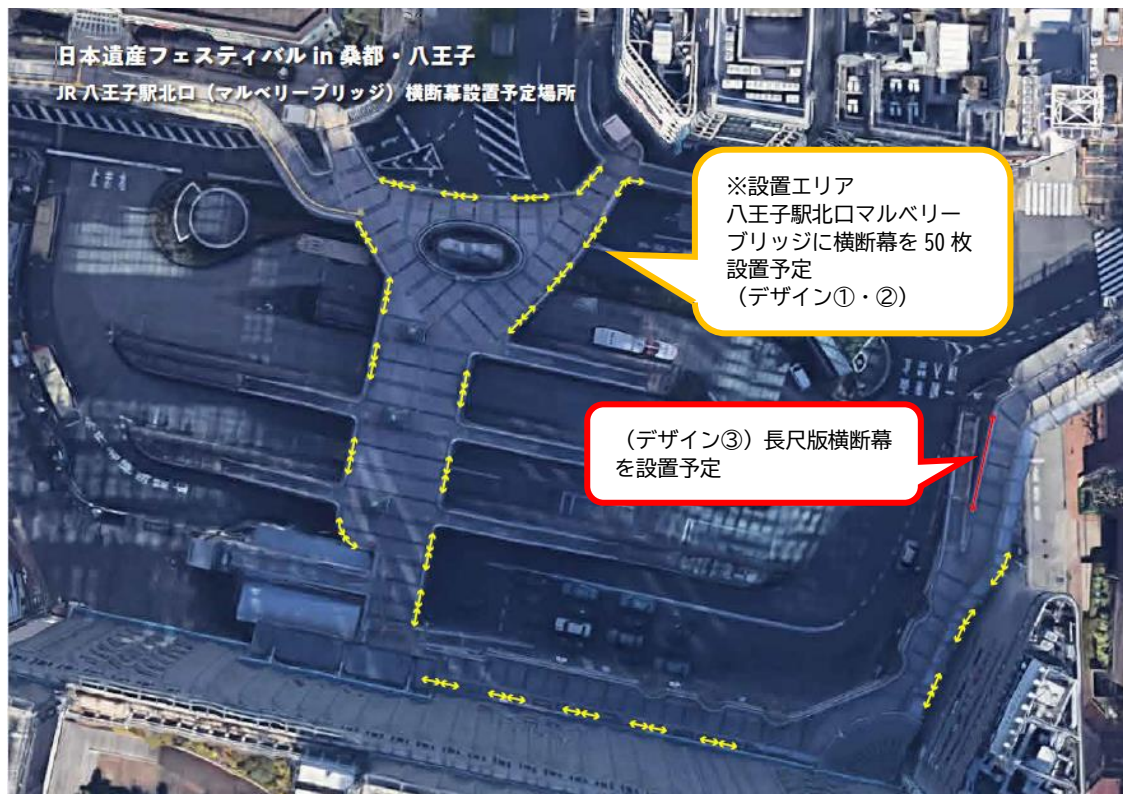 日本遺産フェスティバル in 桑都・八王子
JR 八王子駅北口（マルベリーブリッジ）横断幕設置予定場所
※設置エリア
八王子駅北口マルベリー
ブリッジに横断幕を 50 枚
設置予定
（デザイン①・②）
（デザイン③）長尺版横断幕
を設置予定